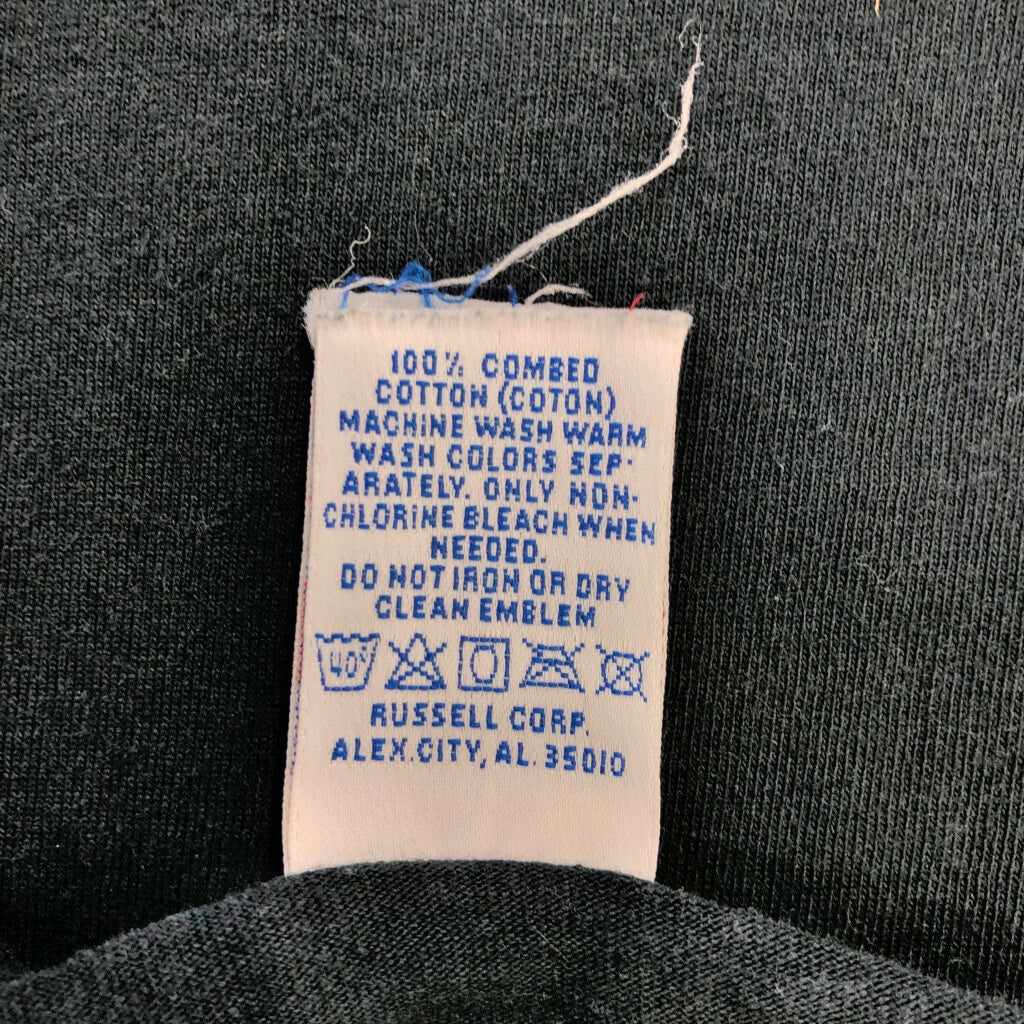 100% COMBED
COTTON (COTON)
MACHINE WASH WARM
WASH COLORS SEP-
ARATELY. ONLY NON-
CHLORINE BLEACH WHEN
NEEDED.
DO NOT IRON OR DRY
CLEAN EMBLEM
40°
RUSSELL CORP.
ALEX.CITY, AL. 35010